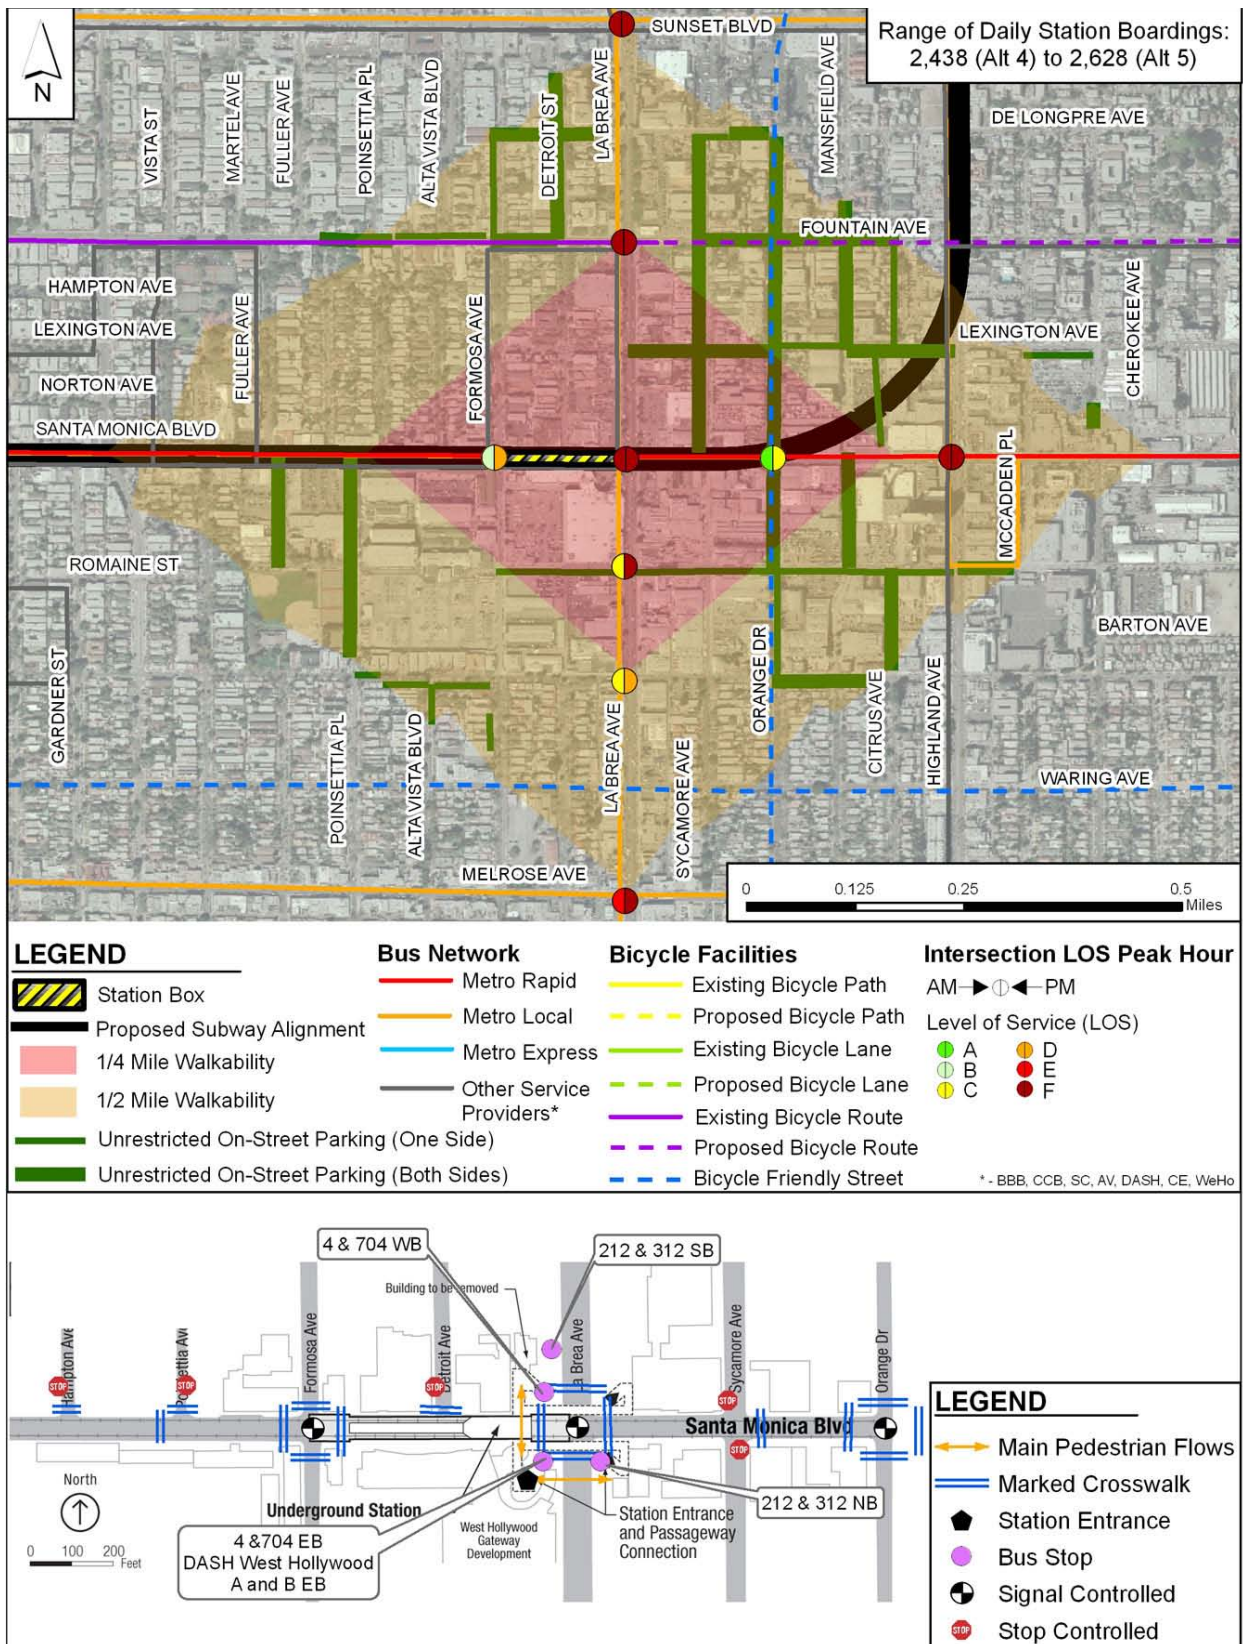 SUNSET BLVD
Range of Daily Station Boardings:
2,438 (Alt 4) to 2,628 (Alt 5)
N
VISTA ST
MARTEL AVE
FULLER AVE
POINSETTIA PL
ALTA VISTA BLVD
DETROIT ST
LA BREA AVE
MANSFIELD AVE
DE LONGPRE AVE
FOUNTAIN AVE
HAMPTON AVE
LEXINGTON AVE
NORTON AVE
FULLER AVE
FORMOSA AVE
LEXINGTON AVE
CHEROKEE AVE
SANTA MONICA BLVD
MCCADDEN PL
ROMAINE ST
GARDNER ST
BARTON AVE
POINSETTIA PL
ALTA VISTA BLVD
LA BREA AVE
SYCAMORE AVE
ORANGE DR
CITRUS AVE
HIGHLAND AVE
WARING AVE
MELROSE AVE
0 0.125 0.25 0.5
Miles
LEGEND
Station Box
Proposed Subway Alignment
1/4 Mile Walkability
1/2 Mile Walkability
Unrestricted On-Street Parking (One Side)
Unrestricted On-Street Parking (Both Sides)
Bus Network
Metro Rapid
Metro Local
Metro Express
Other Service
Providers*
Bicycle Facilities
Existing Bicycle Path
Proposed Bicycle Path
Existing Bicycle Lane
Proposed Bicycle Lane
Existing Bicycle Route
Proposed Bicycle Route
Bicycle Friendly Street
Intersection LOS Peak Hour
AM PM
Level of Service (LOS)
A D
B E
C F
* - BBB, CCB, SC, AV, DASH, CE, WeHo
4 & 704 WB
212 & 312 SB
Building to be removed
Hampton Ave
Formosa Ave
Detroit Ave
La Brea Ave
Sycamore Ave
Orange Dr
STOP
STOP
STOP
STOP
STOP
Santa Monica Blvd
North
0 100 200
Feet
Underground Station
4 &704 EB
DASH West Hollywood
A and B EB
West Hollywood
Gateway
Development
Station Entrance
and Passageway
Connection
212 & 312 NB
LEGEND
Main Pedestrian Flows
Marked Crosswalk
Station Entrance
Bus Stop
Signal Controlled
STOP Stop Controlled